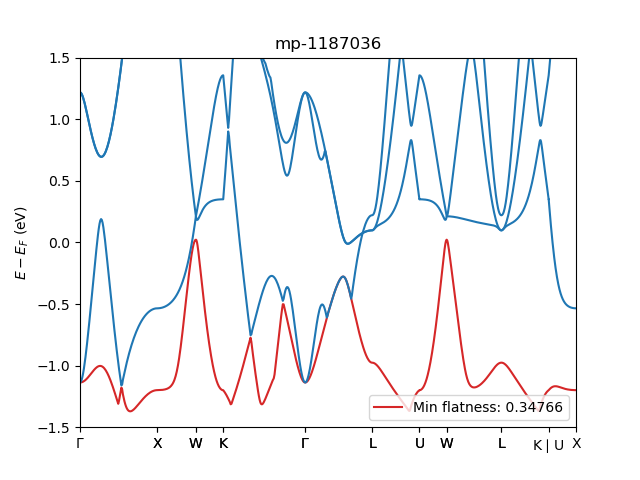 mp-1187036
E − E_F (eV)
1.5
1.0
0.5
0.0
−0.5
−1.0
−1.5
Min flatness: 0.34766
Γ X W K Γ L U W L K | U X